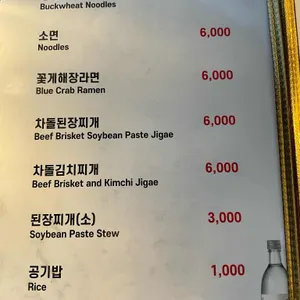 Buckwheat Noodles
소면 6,000
Noodles
꽃게해장라면 6,000
Blue Crab Ramen
차돌된장찌개 6,000
Beef Brisket Soybean Paste Jigae
차돌김치찌개 6,000
Beef Brisket and Kimchi Jigae
된장찌개(소) 3,000
Soybean Paste Stew
공기밥 1,000
Rice